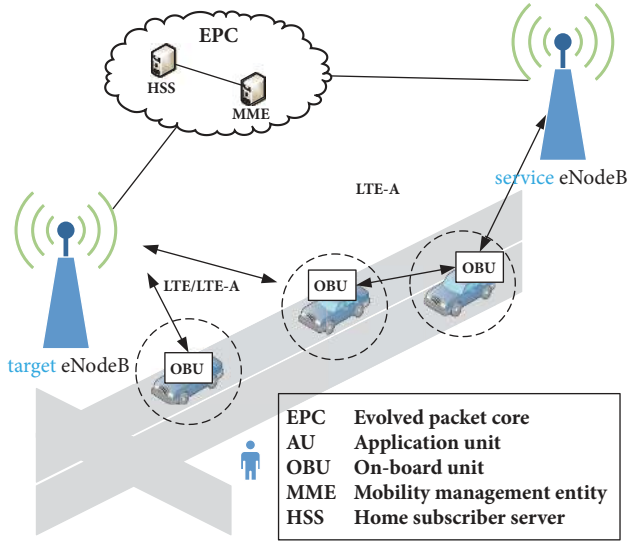 EPC
HSS
MME
service eNodeB
LTE-A
LTE/LTE-A
OBU
OBU
OBU
target eNodeB
EPC Evolved packet core
AU Application unit
OBU On-board unit
MME Mobility management entity
HSS Home subscriber server